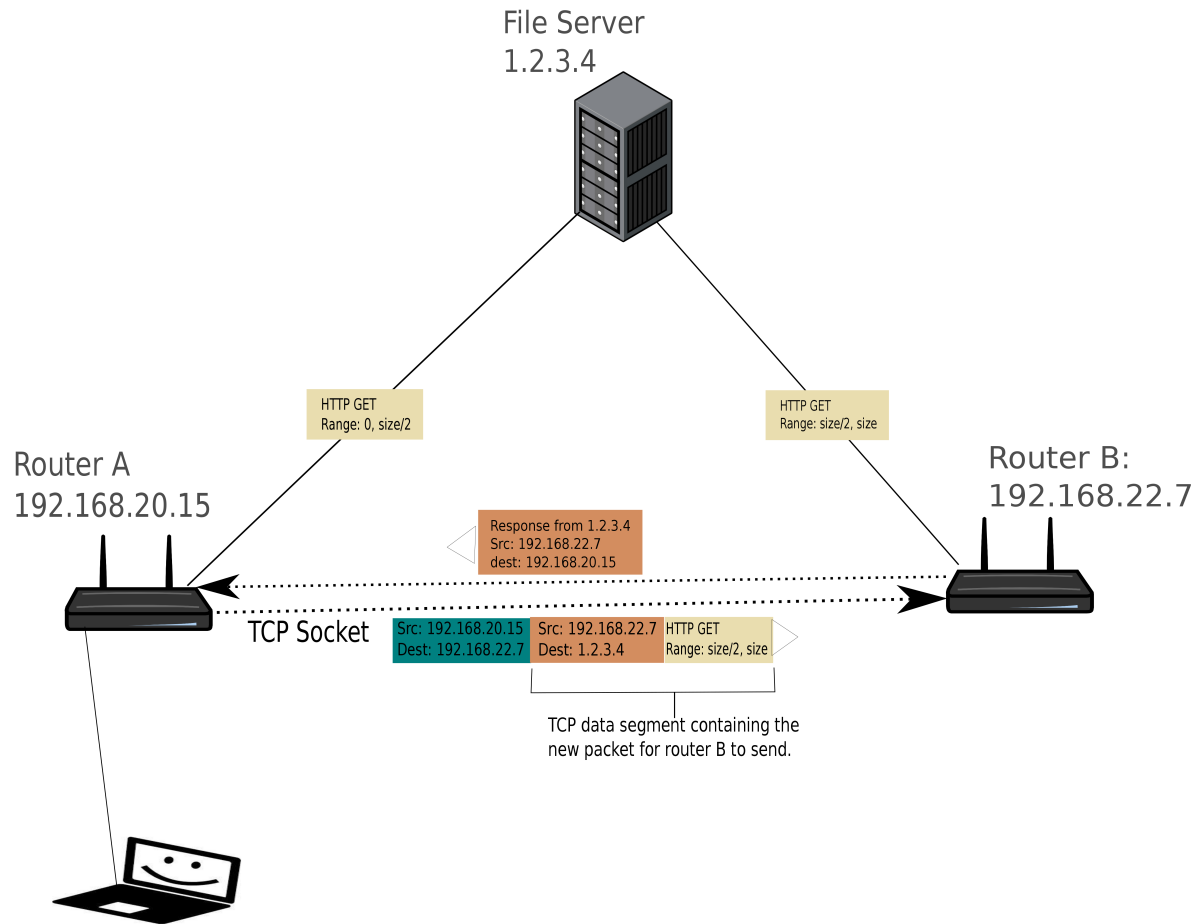 File Server
1.2.3.4
HTTP GET
Range: 0, size/2
HTTP GET
Range: size/2, size
Router A
192.168.20.15
Router B:
192.168.22.7
Response from 1.2.3.4
Src: 192.168.22.7
dest: 192.168.20.15
TCP Socket
Src: 192.168.20.15
Dest: 192.168.22.7
Src: 192.168.22.7
Dest: 1.2.3.4
HTTP GET
Range: size/2, size
TCP data segment containing the
new packet for router B to send.